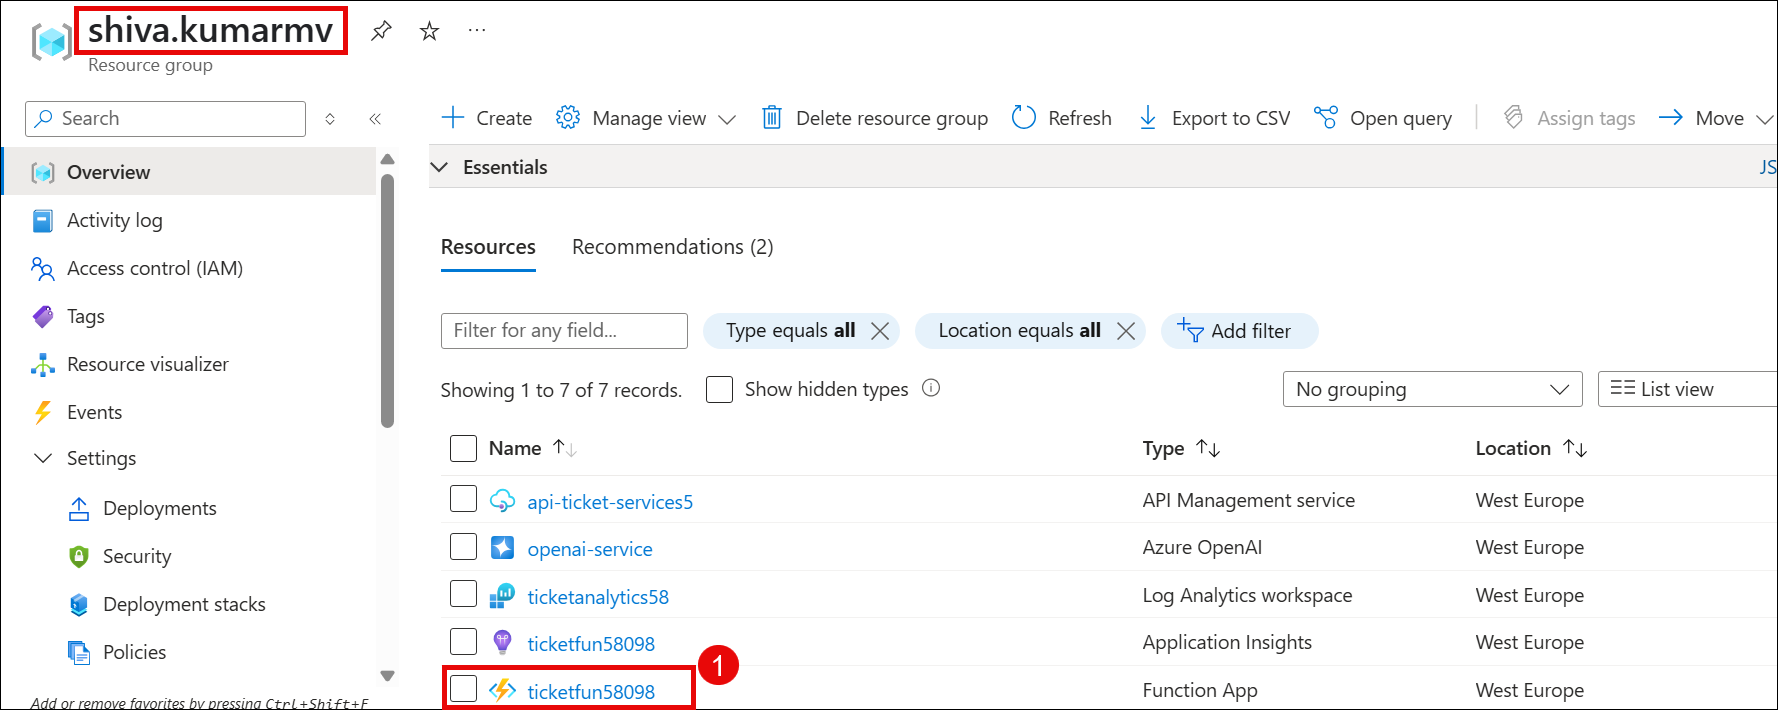 shiva.kumarmv
Resource group
Search
Create
Manage view
Delete resource group
Refresh
Export to CSV
Open query
Assign tags
Move
Overview
Activity log
Access control (IAM)
Tags
Resource visualizer
Events
Settings
Deployments
Security
Deployment stacks
Policies
Add or remove favorites by pressing Ctrl+Shift+F
Essentials
JS
Resources
Recommendations (2)
Filter for any field...
Type equals all
Location equals all
Add filter
Showing 1 to 7 of 7 records.
Show hidden types
No grouping
List view
Name Type Location
api-ticket-services5 API Management service West Europe
openai-service Azure OpenAI West Europe
ticketanalytics58 Log Analytics workspace West Europe
ticketfun58098 Application Insights West Europe
1
ticketfun58098 Function App West Europe